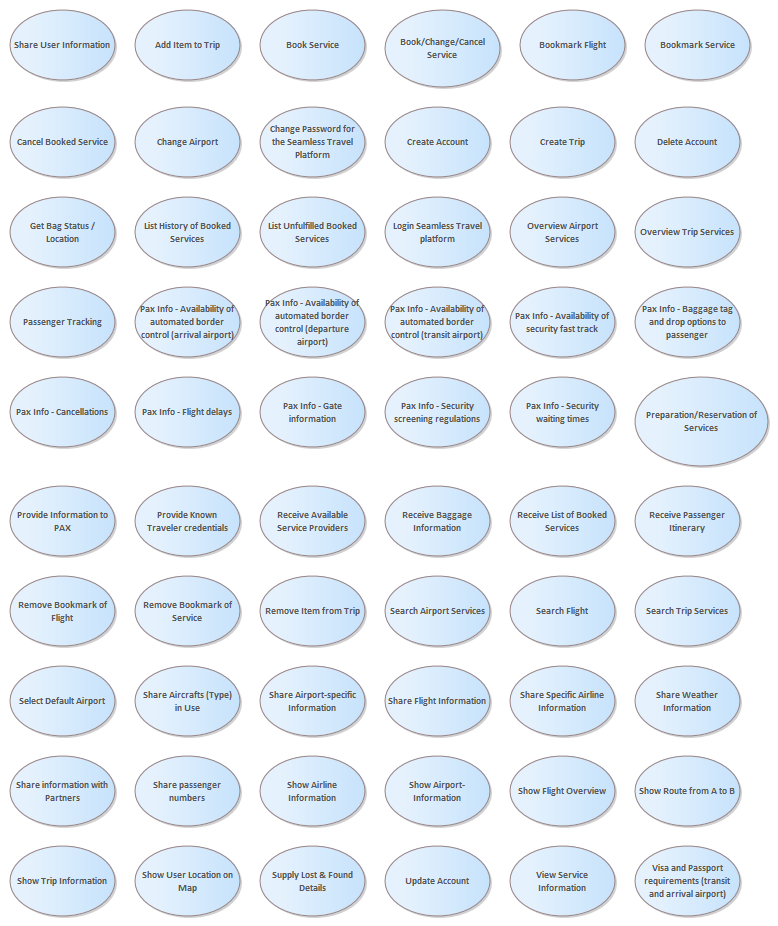 Share User Information
Add Item to Trip
Book Service
Book/Change/Cancel
Service
Bookmark Flight
Bookmark Service
Cancel Booked Service
Change Airport
Change Password for
the Seamless Travel
Platform
Create Account
Create Trip
Delete Account
Get Bag Status /
Location
List History of Booked
Services
List Unfulfilled Booked
Services
Login Seamless Travel
platform
Overview Airport
Services
Overview Trip Services
Passenger Tracking
Pax Info - Availability of
automated border
control (arrival airport)
Pax Info - Availability of
automated border
control (departure
airport)
Pax Info - Availability of
automated border
control (transit airport)
Pax Info - Availability of
security fast track
Pax Info - Baggage tag
and drop options to
passenger
Pax Info - Cancellations
Pax Info - Flight delays
Pax Info - Gate
information
Pax Info - Security
screening regulations
Pax Info - Security
waiting times
Preparation/Reservation of
Services
Provide Information to
PAX
Provide Known
Traveler credentials
Receive Available
Service Providers
Receive Baggage
Information
Receive List of Booked
Services
Receive Passenger
Itinerary
Remove Bookmark of
Flight
Remove Bookmark of
Service
Remove Item from Trip
Search Airport Services
Search Flight
Search Trip Services
Select Default Airport
Share Aircrafts (Type)
in Use
Share Airport-specific
Information
Share Flight Information
Share Specific Airline
Information
Share Weather
Information
Share information with
Partners
Share passenger
numbers
Show Airline
Information
Show Airport-
Information
Show Flight Overview
Show Route from A to B
Show Trip Information
Show User Location on
Map
Supply Lost & Found
Details
Update Account
View Service
Information
Visa and Passport
requirements (transit
and arrival airport)